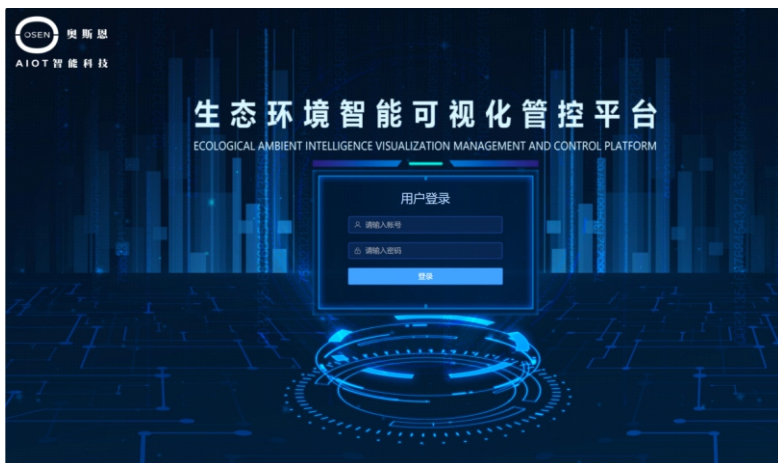 OSEN 奥斯恩
AIOT智能科技
生态环境智能可视化管控平台
ECOLOGICAL AMBIENT INTELLIGENCE VISUALIZATION MANAGEMENT AND CONTROL PLATFORM
用户登录
请输入账号
请输入密码
登录